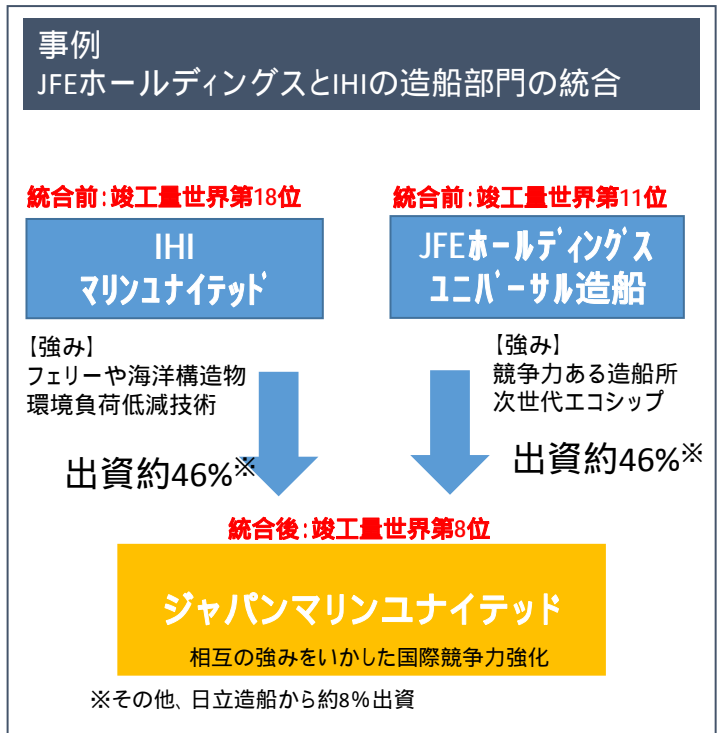 事例
JFEホールディングスとIHIの造船部門の統合
統合前：竣工量世界第18位
統合前：竣工量世界第11位
IHI
マリンユナイテッド
JFEホールディングス
ユニバーサル造船
【強み】
フェリーや海洋構造物
環境負荷低減技術
【強み】
競争力ある造船所
次世代エコシップ
出資約46%※
出資約46%※
統合後：竣工量世界第8位
ジャパンマリンユナイテッド
相互の強みをいかした国際競争力強化
※その他、日立造船から約8％出資